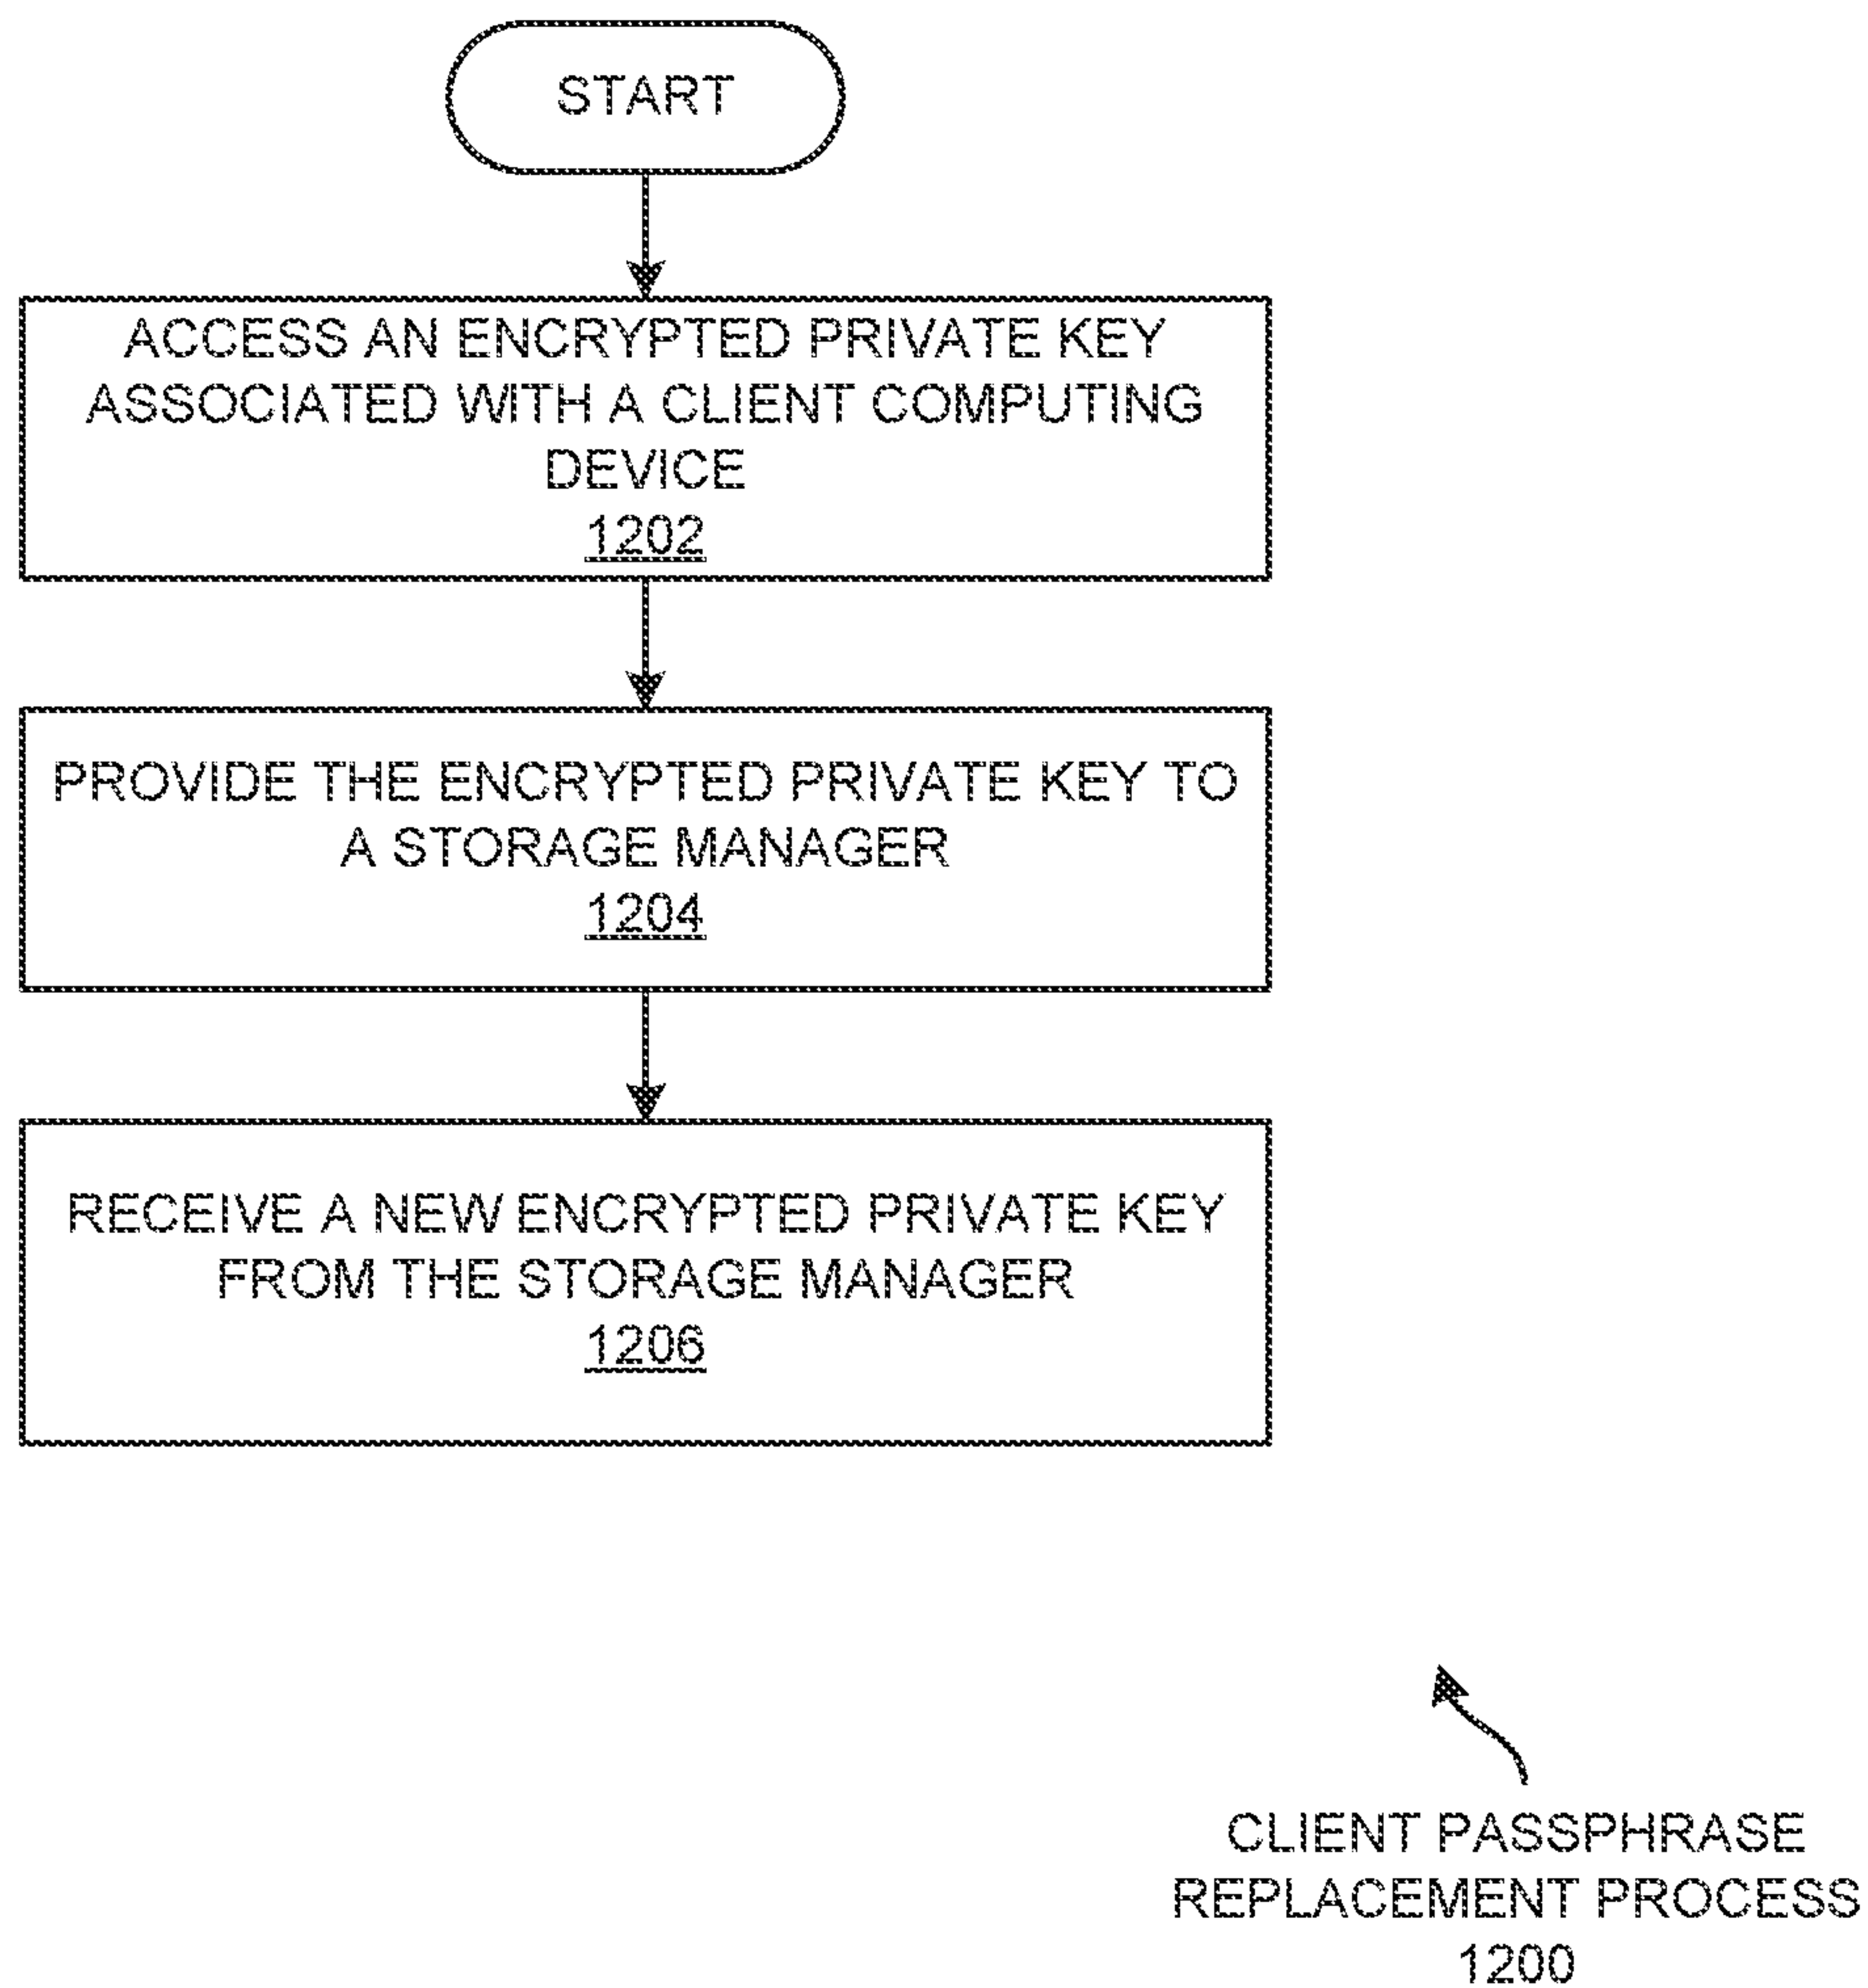 START
ACCESS AN ENCRYPTED PRIVATE KEY
ASSOCIATED WITH A CLIENT COMPUTING
DEVICE
1202
PROVIDE THE ENCRYPTED PRIVATE KEY TO
A STORAGE MANAGER
1204
RECEIVE A NEW ENCRYPTED PRIVATE KEY
FROM THE STORAGE MANAGER
1206
CLIENT PASSPHRASE
REPLACEMENT PROCESS
1200